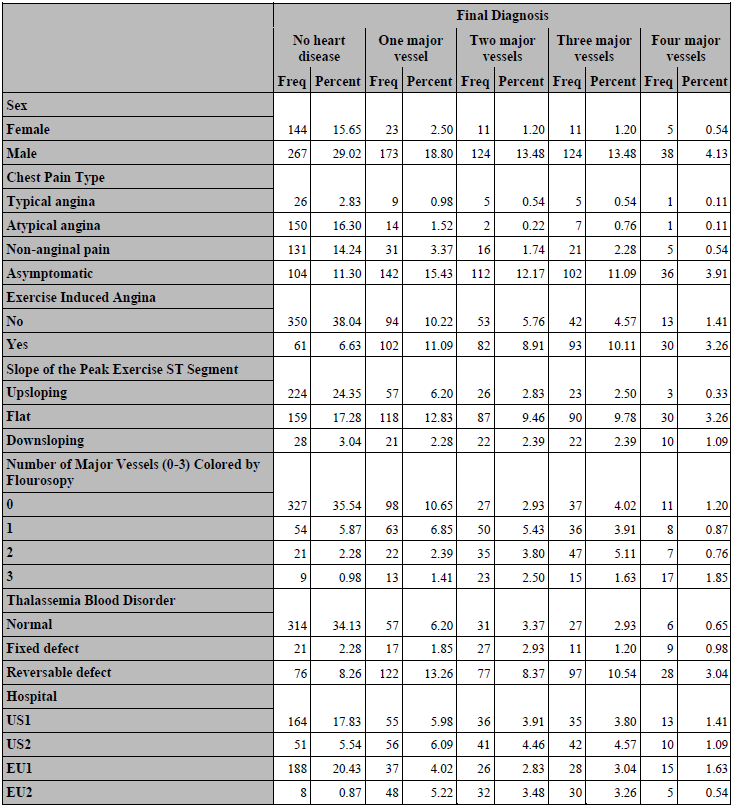 Final Diagnosis
No heart disease One major vessel Two major vessels Three major vessels Four major vessels
Freq Percent Freq Percent Freq Percent Freq Percent Freq Percent
Sex
Female 144 15.65 23 2.50 11 1.20 11 1.20 5 0.54
Male 267 29.02 173 18.80 124 13.48 124 13.48 38 4.13
Chest Pain Type
Typical angina 26 2.83 9 0.98 5 0.54 5 0.54 1 0.11
Atypical angina 150 16.30 14 1.52 2 0.22 7 0.76 1 0.11
Non-anginal pain 131 14.24 31 3.37 16 1.74 21 2.28 5 0.54
Asymptomatic 104 11.30 142 15.43 112 12.17 102 11.09 36 3.91
Exercise Induced Angina
No 350 38.04 94 10.22 53 5.76 42 4.57 13 1.41
Yes 61 6.63 102 11.09 82 8.91 93 10.11 30 3.26
Slope of the Peak Exercise ST Segment
Upsloping 224 24.35 57 6.20 26 2.83 23 2.50 3 0.33
Flat 159 17.28 118 12.83 87 9.46 90 9.78 30 3.26
Downsloping 28 3.04 21 2.28 22 2.39 22 2.39 10 1.09
Number of Major Vessels (0-3) Colored by
Flourosopy
0 327 35.54 98 10.65 27 2.93 37 4.02 11 1.20
1 54 5.87 63 6.85 50 5.43 36 3.91 8 0.87
2 21 2.28 22 2.39 35 3.80 47 5.11 7 0.76
3 9 0.98 13 1.41 23 2.50 15 1.63 17 1.85
Thalassemia Blood Disorder
Normal 314 34.13 57 6.20 31 3.37 27 2.93 6 0.65
Fixed defect 21 2.28 17 1.85 27 2.93 11 1.20 9 0.98
Reversable defect 76 8.26 122 13.26 77 8.37 97 10.54 28 3.04
Hospital
US1 164 17.83 55 5.98 36 3.91 35 3.80 13 1.41
US2 51 5.54 56 6.09 41 4.46 42 4.57 10 1.09
EU1 188 20.43 37 4.02 26 2.83 28 3.04 15 1.63
EU2 8 0.87 48 5.22 32 3.48 30 3.26 5 0.54